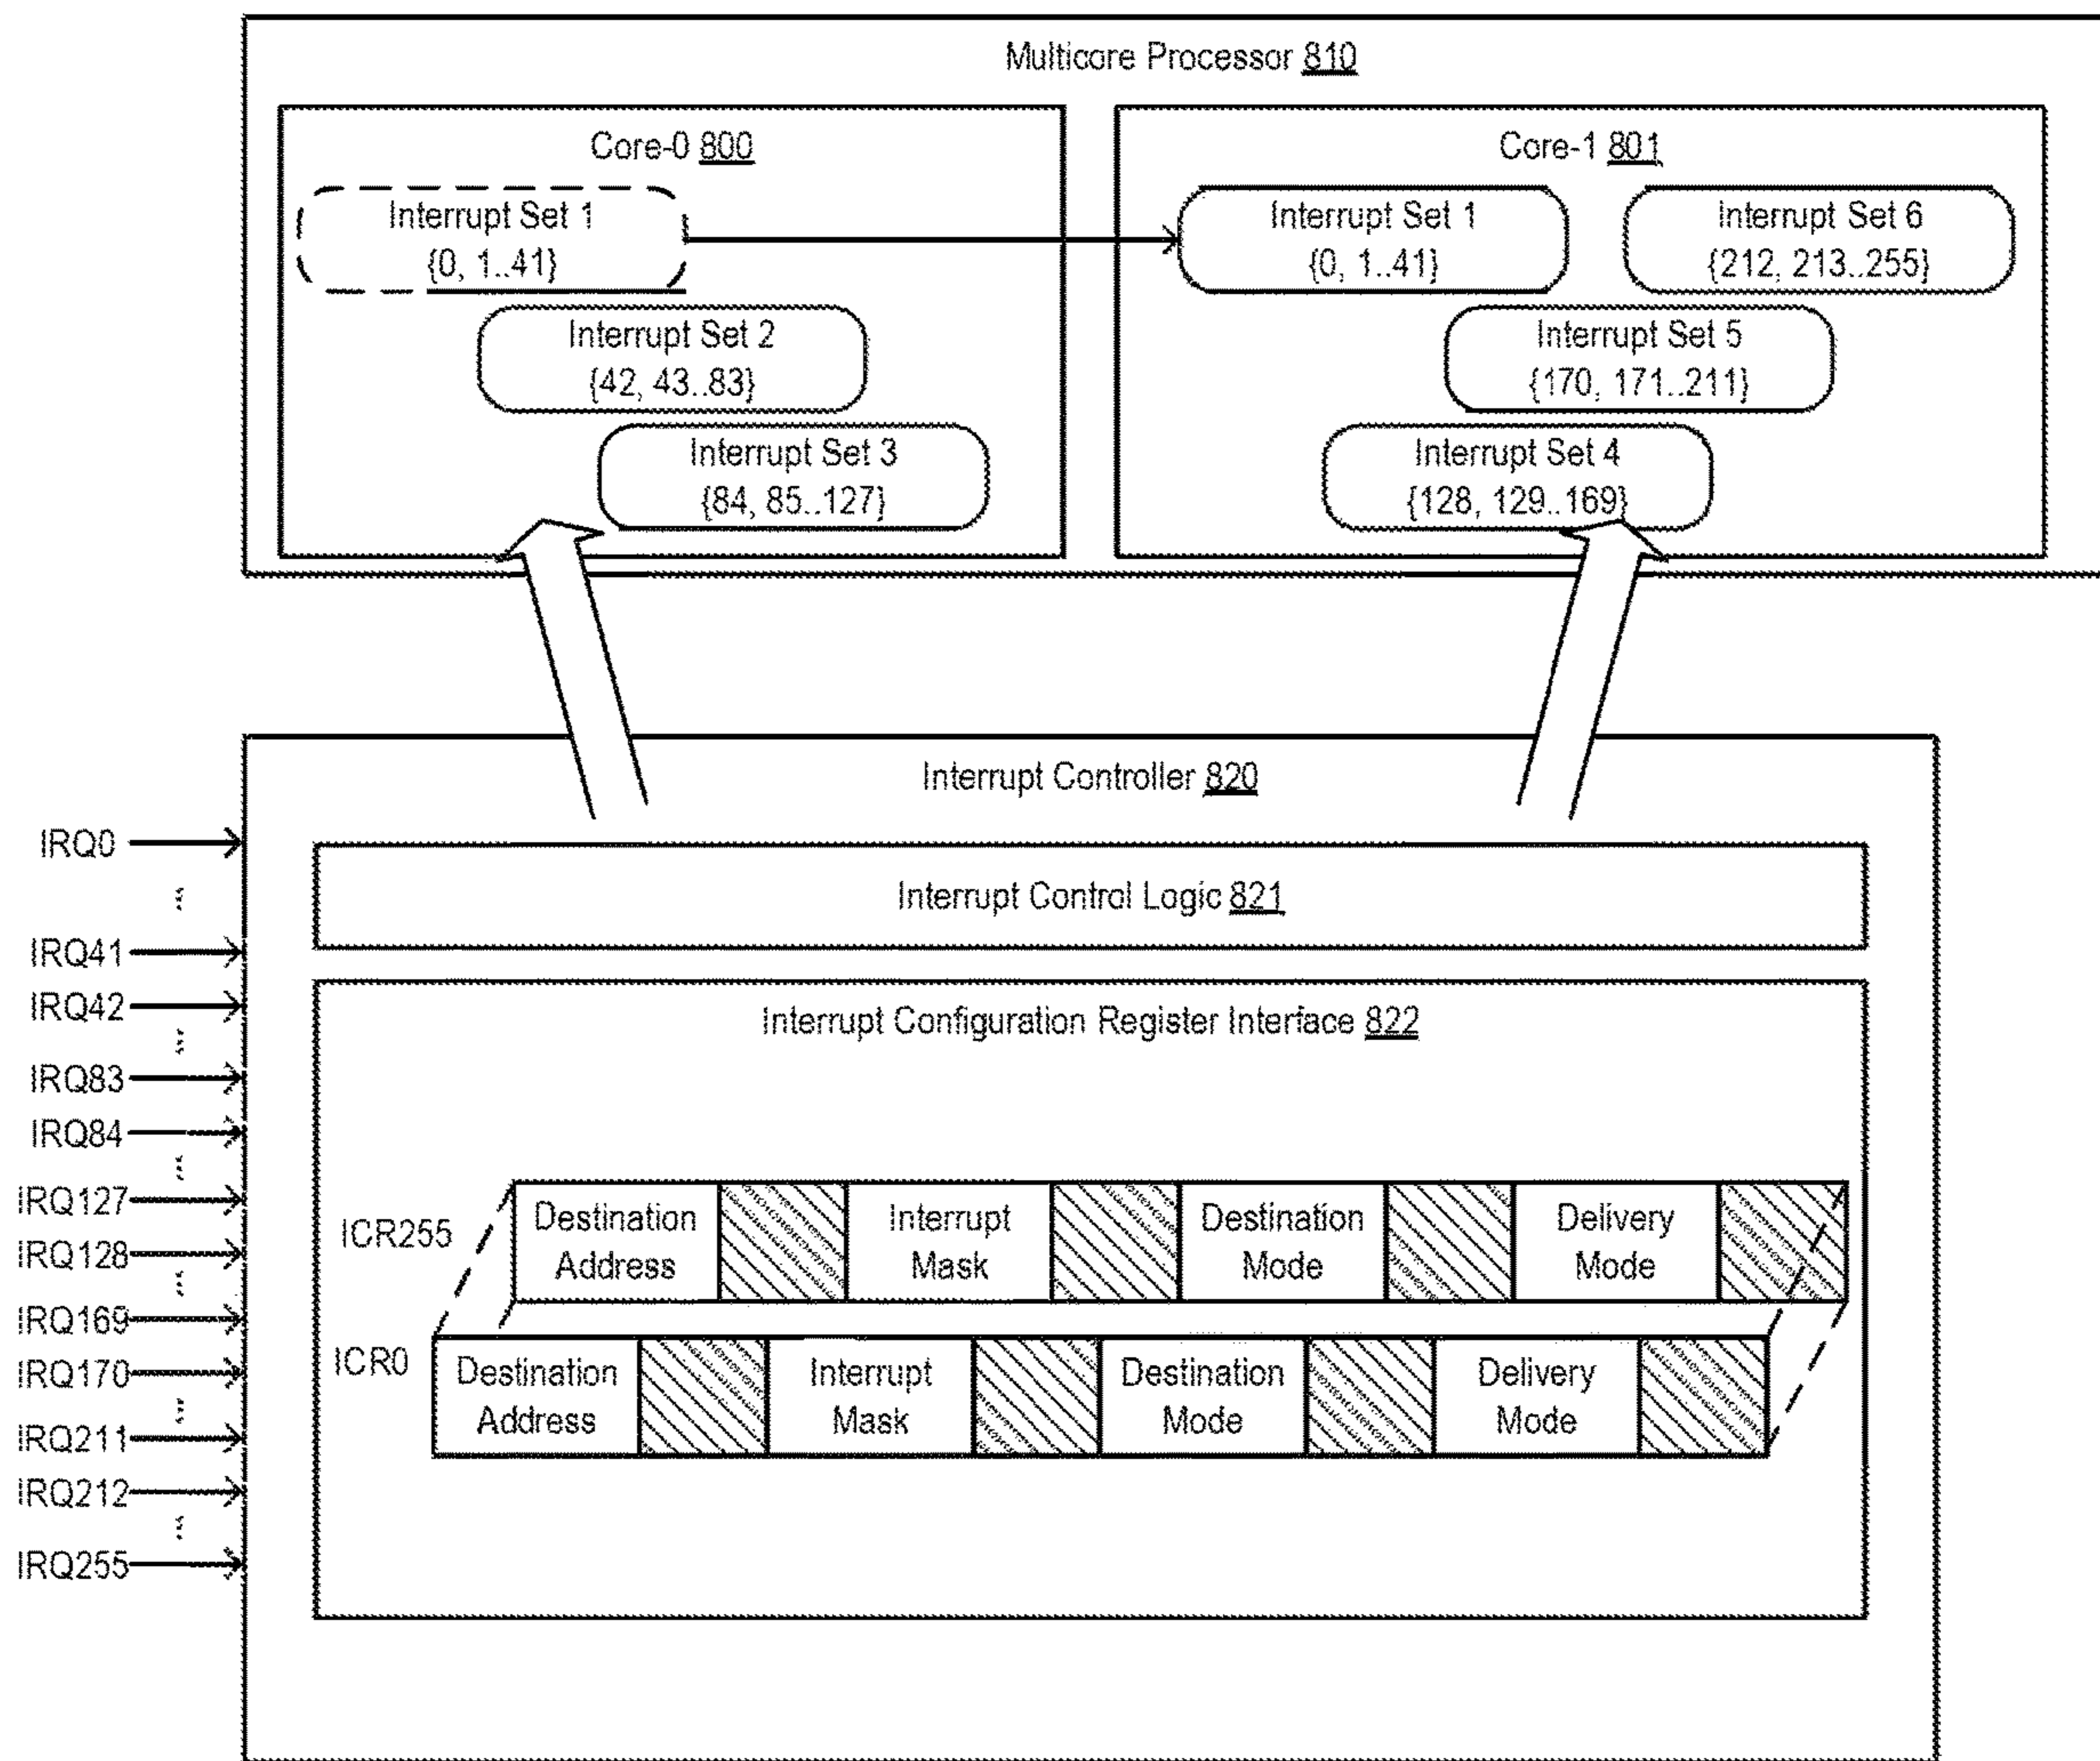 Multicore Processor 810
Core-0 800
Interrupt Set 1
{0, 1..41}
Interrupt Set 2
{42, 43..83}
Interrupt Set 3
{84, 85..127}
Core-1 801
Interrupt Set 1
{0, 1..41}
Interrupt Set 6
{212, 213..255}
Interrupt Set 5
{170, 171..211}
Interrupt Set 4
{128, 129..169}
Interrupt Controller 820
Interrupt Control Logic 821
Interrupt Configuration Register Interface 822
IRQ0
...
IRQ41
IRQ42
...
IRQ83
IRQ84
...
IRQ127
IRQ128
...
IRQ169
IRQ170
...
IRQ211
IRQ212
...
IRQ255
ICR255
Destination
Address
Interrupt
Mask
Destination
Mode
Delivery
Mode
ICR0
Destination
Address
Interrupt
Mask
Destination
Mode
Delivery
Mode